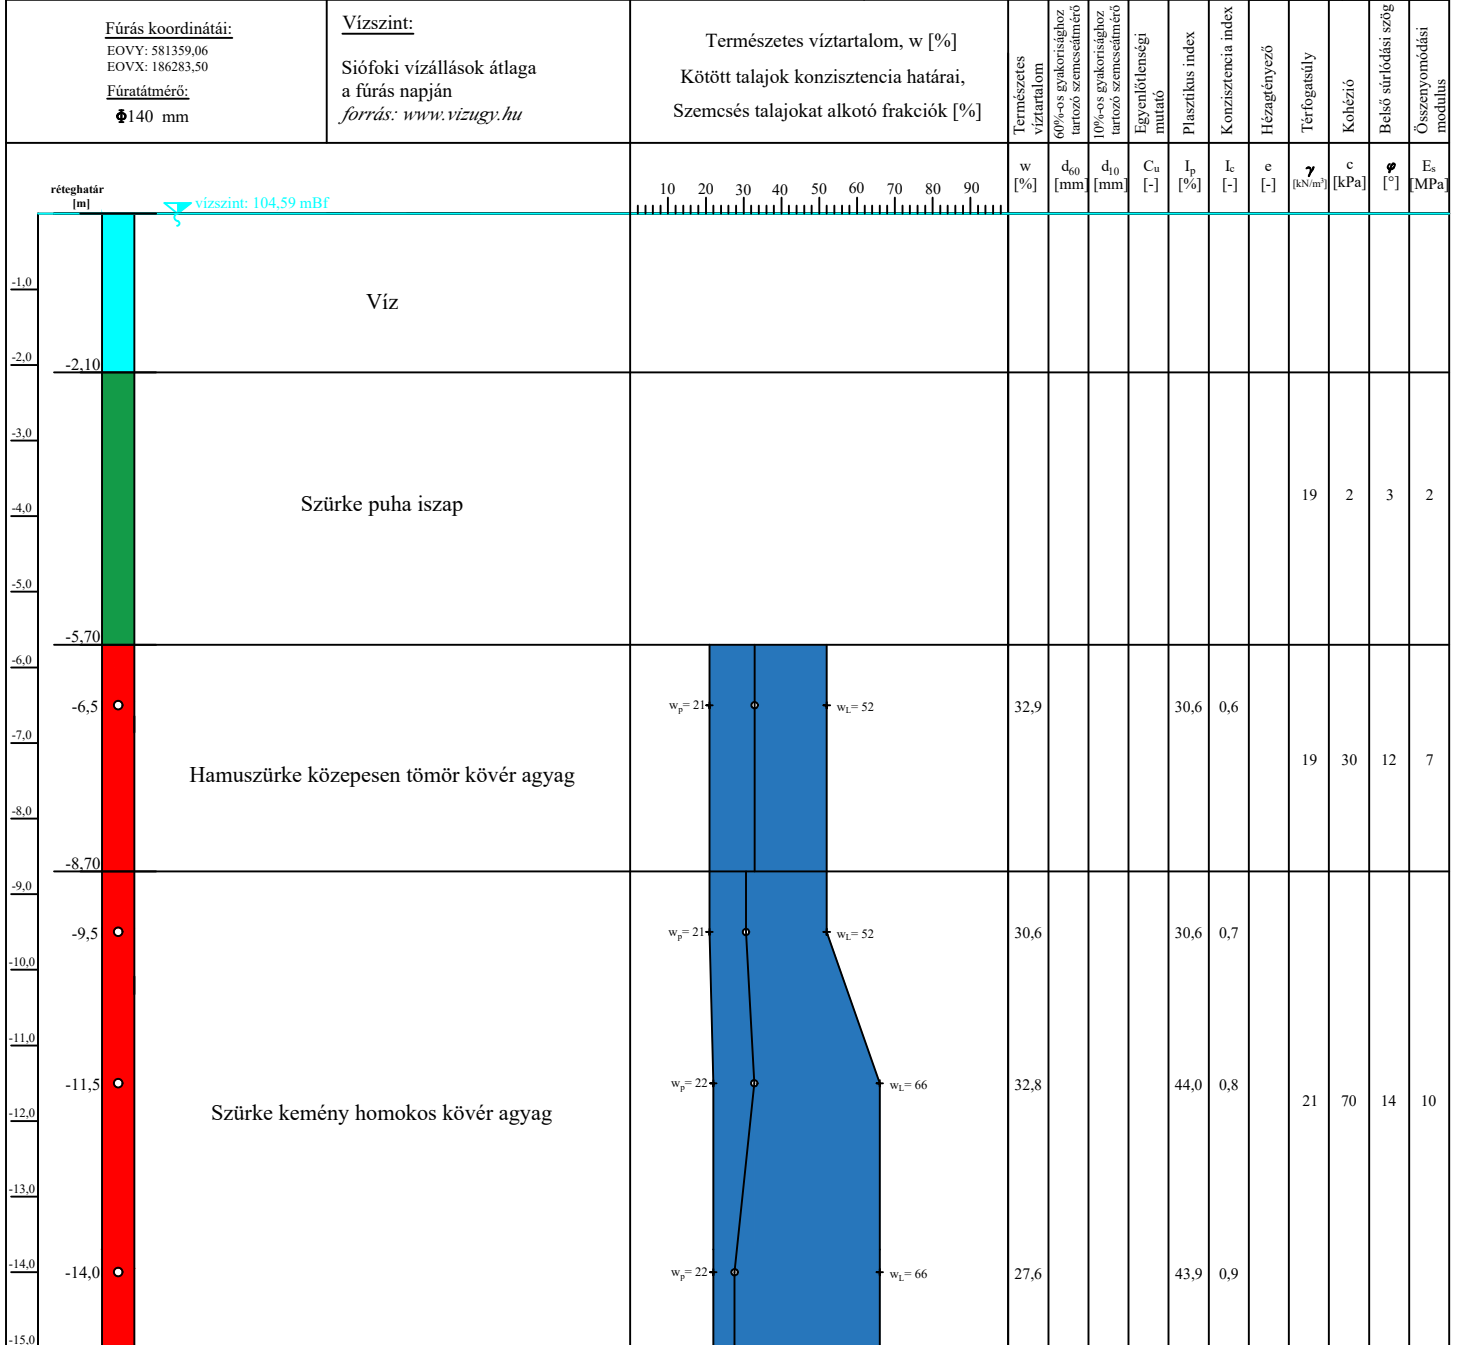 Fúrás koordinátái:
EOVY: 581359,06
EOVX: 186283,50
Fúratátmérő:
Φ140 mm
Vízszint:
Siófoki vízállások átlaga
a fúrás napján
forrás: www.vizugy.hu
Természetes víztartalom, w [%]
Kötött talajok konzisztencia határai,
Szemcsés talajokat alkotó frakciók [%]
Természetes
víztartalom
60%-os gyakorisághoz
tartozó szemcseátmérő
10%-os gyakorisághoz
tartozó szemcseátmérő
Egyenlőtlenségi
mutató
Plasztikus index
Konzisztencia index
Hézagtényező
Térfogatsúly
Kohézió
Belső súrlódási szög
Összenyomódási
modulus
w
[%]
d60
[mm]
d10
[mm]
Cu
[-]
Ip
[%]
Ic
[-]
e
[-]
γ
[kN/m³]
c
[kPa]
φ
[°]
Es
[MPa]
réteghatár
[m]
vízszint: 104,59 mBf
10 20 30 40 50 60 70 80 90
-1,0
Víz
-2,0
-2,10
-3,0
Szürke puha iszap
19 2 3 2
-4,0
-5,0
-5,70
-6,0
-6,5
wp= 21
wL= 52
32,9 30,6 0,6
-7,0
Hamuszürke közepesen tömör kövér agyag
19 30 12 7
-8,0
-8,70
-9,0
-9,5
wp= 21
wL= 52
30,6 30,6 0,7
-10,0
-11,0
-11,5
wp= 22
wL= 66
32,8 44,0 0,8
Szürke kemény homokos kövér agyag
21 70 14 10
-12,0
-13,0
-14,0
-14,0
wp= 22
wL= 66
27,6 43,9 0,9
-15,0